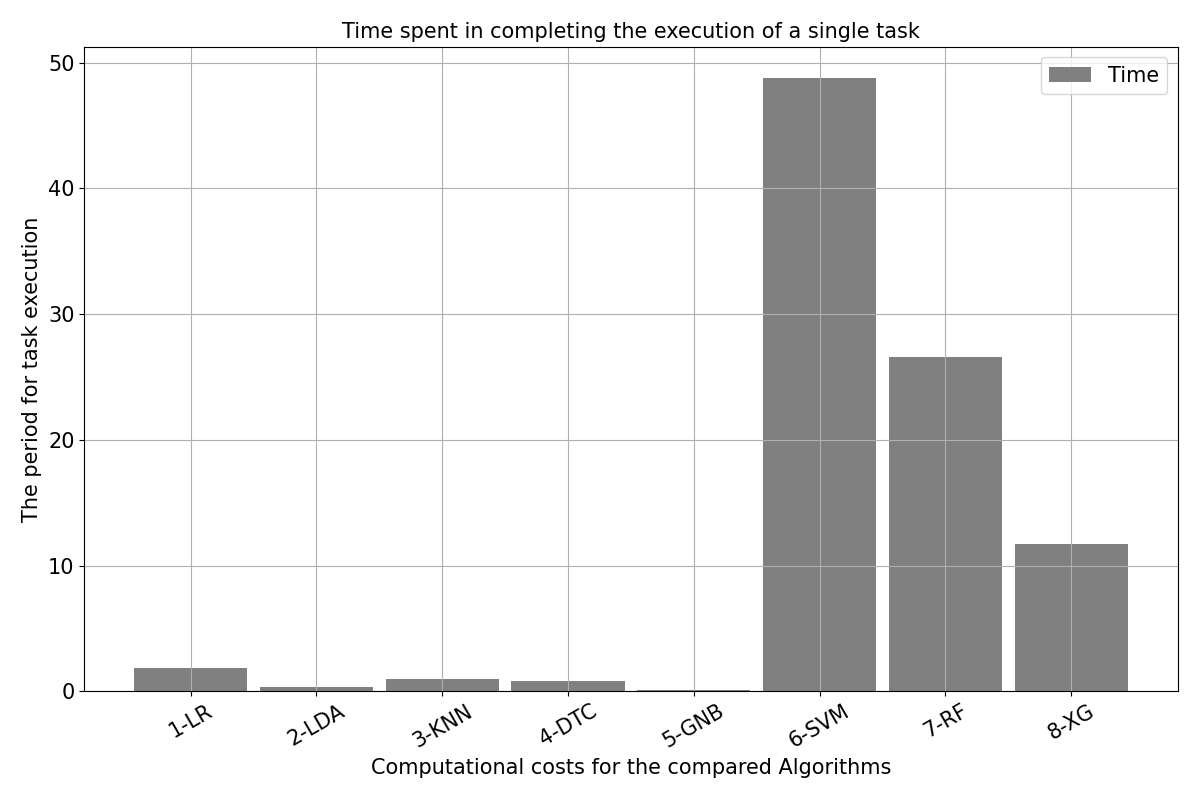 Time spent in completing the execution of a single task
Time
The period for task execution
50
40
30
20
10
0
1-LR
2-LDA
3-KNN
4-DTC
5-GNB
6-SVM
7-RF
8-XG
Computational costs for the compared Algorithms